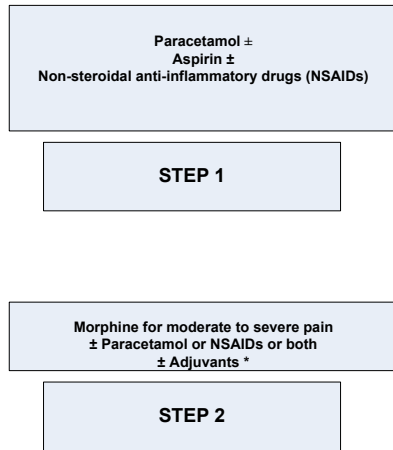 Paracetamol ±
Aspirin ±
Non-steroidal anti-inflammatory drugs (NSAIDs)
STEP 1
Morphine for moderate to severe pain
± Paracetamol or NSAIDs or both
± Adjuvants *
STEP 2